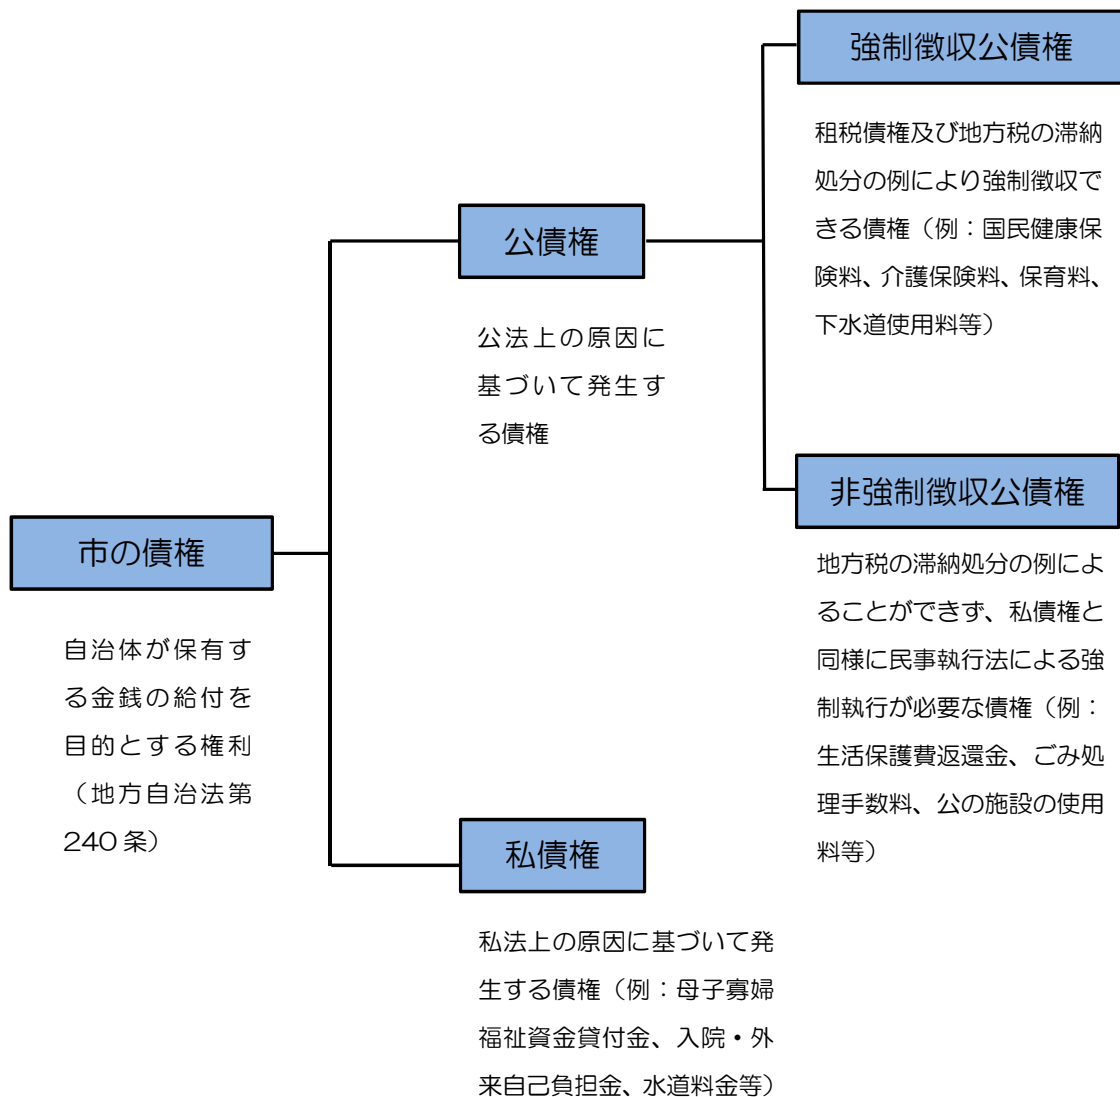 強制徴収公債権
租税債権及び地方税の滞納
処分の例により強制徴収で
きる債権（例：国民健康保
険料、介護保険料、保育料、
下水道使用料等）
公債権
公法上の原因に
基づいて発生す
る債権
非強制徴収公債権
地方税の滞納処分の例によ
ることができず、私債権と
同様に民事執行法による強
制執行が必要な債権（例：
生活保護費返還金、ごみ処
理手数料、公の施設の使用
料等）
市の債権
自治体が保有す
る金銭の給付を
目的とする権利
（地方自治法第
240 条）
私債権
私法上の原因に基づいて発
生する債権（例：母子寡婦
福祉資金貸付金、入院・外
来自己負担金、水道料金等）